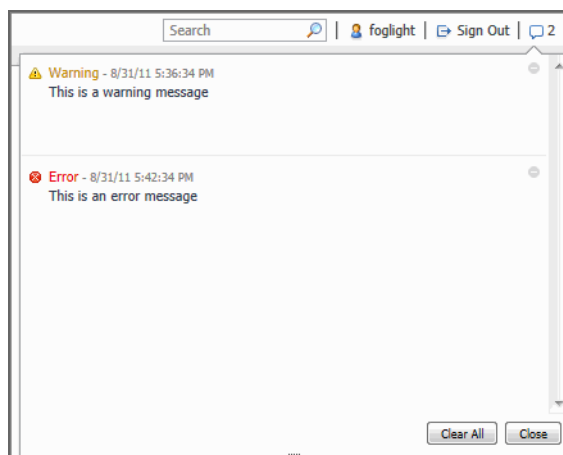 Search | foglight | Sign Out | 2
Warning - 8/31/11 5:36:34 PM
This is a warning message
Error - 8/31/11 5:42:34 PM
This is an error message
Clear All Close